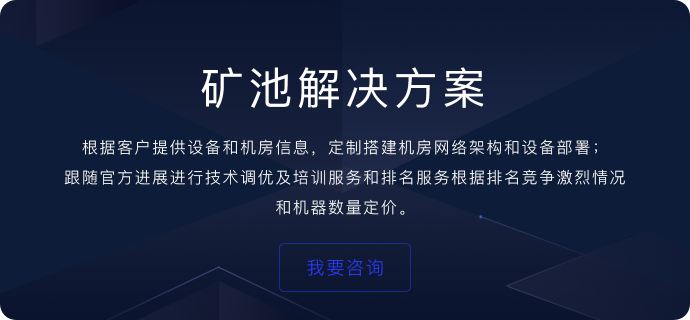 矿池解决方案
根据客户提供设备和机房信息，定制搭建机房网络架构和设备部署；
跟随官方进展进行技术调优及培训服务和排名服务根据排名竞争激烈情况
和机器数量定价。
我要咨询